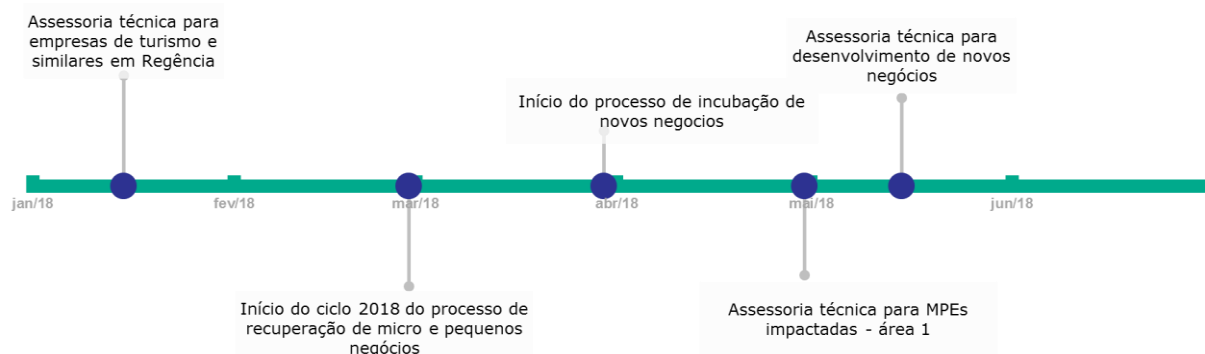 Assessoria técnica para
empresas de turismo e
similares em Regência
Assessoria técnica para
desenvolvimento de novos
negócios
Início do processo de incubação de
novos negocios
jan/18
fev/18
mar/18
abr/18
mai/18
jun/18
Início do ciclo 2018 do processo de
recuperação de micro e pequenos
negócios
Assessoria técnica para MPEs
impactadas - área 1